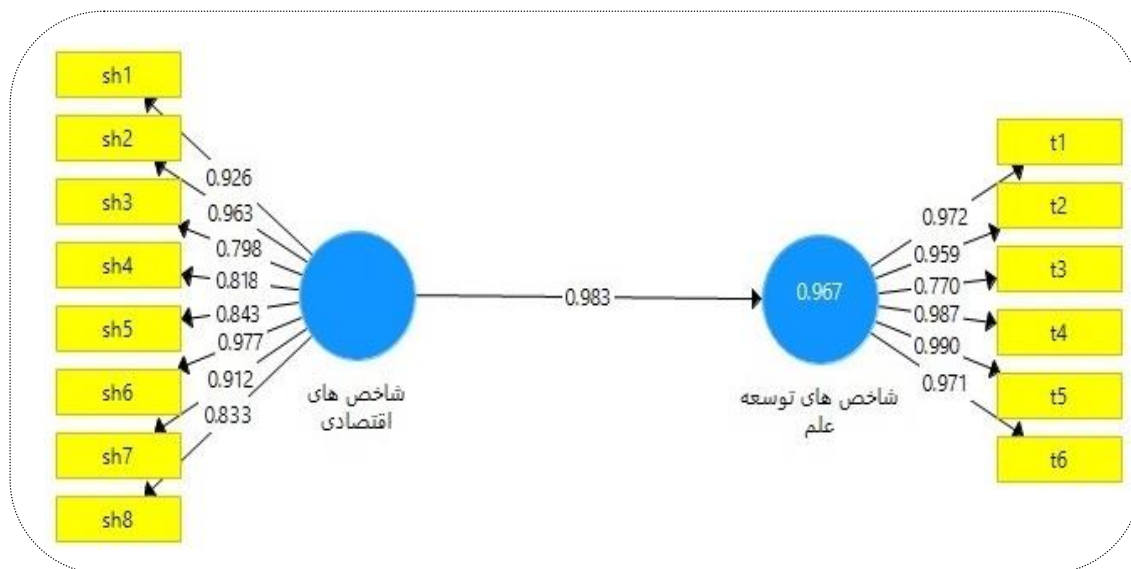 sh1
sh2
sh3
sh4
sh5
sh6
sh7
sh8
0.926
0.963
0.798
0.818
0.843
0.977
0.912
0.833
شاخص های
اقتصادی
0.983
0.967
شاخص های توسعه
علم
0.972
0.959
0.770
0.987
0.990
0.971
t1
t2
t3
t4
t5
t6